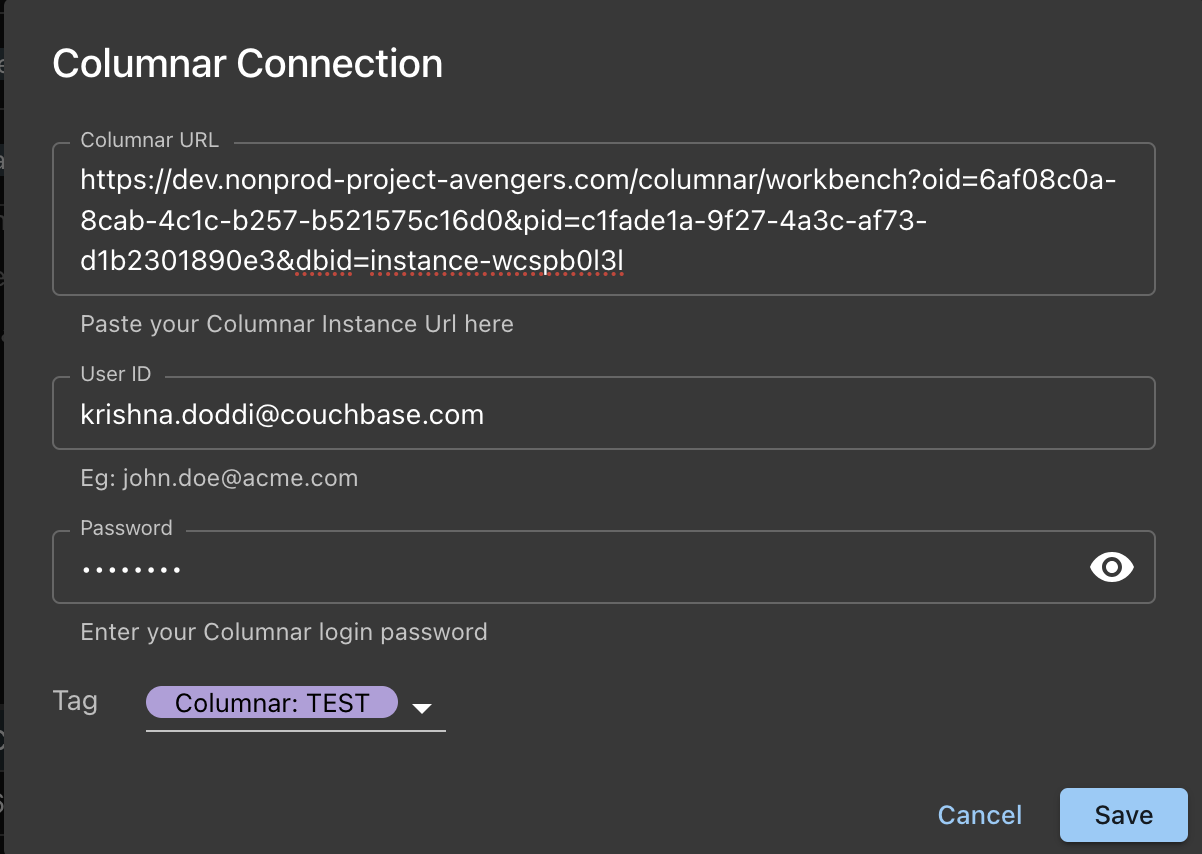 Columnar Connection
Columnar URL
https://dev.nonprod-project-avengers.com/columnar/workbench?oid=6af08c0a-
8cab-4c1c-b257-b521575c16d0&pid=c1fade1a-9f27-4a3c-af73-
d1b2301890e3&dbid=instance-wcspb0l3l
Paste your Columnar Instance Url here
User ID
krishna.doddi@couchbase.com
Eg: john.doe@acme.com
Password
••••••••
Enter your Columnar login password
Tag Columnar: TEST
Cancel Save